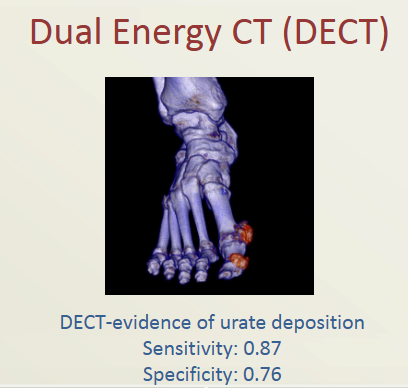 Dual Energy CT (DECT)
DECT-evidence of urate deposition
Sensitivity: 0.87
Specificity: 0.76